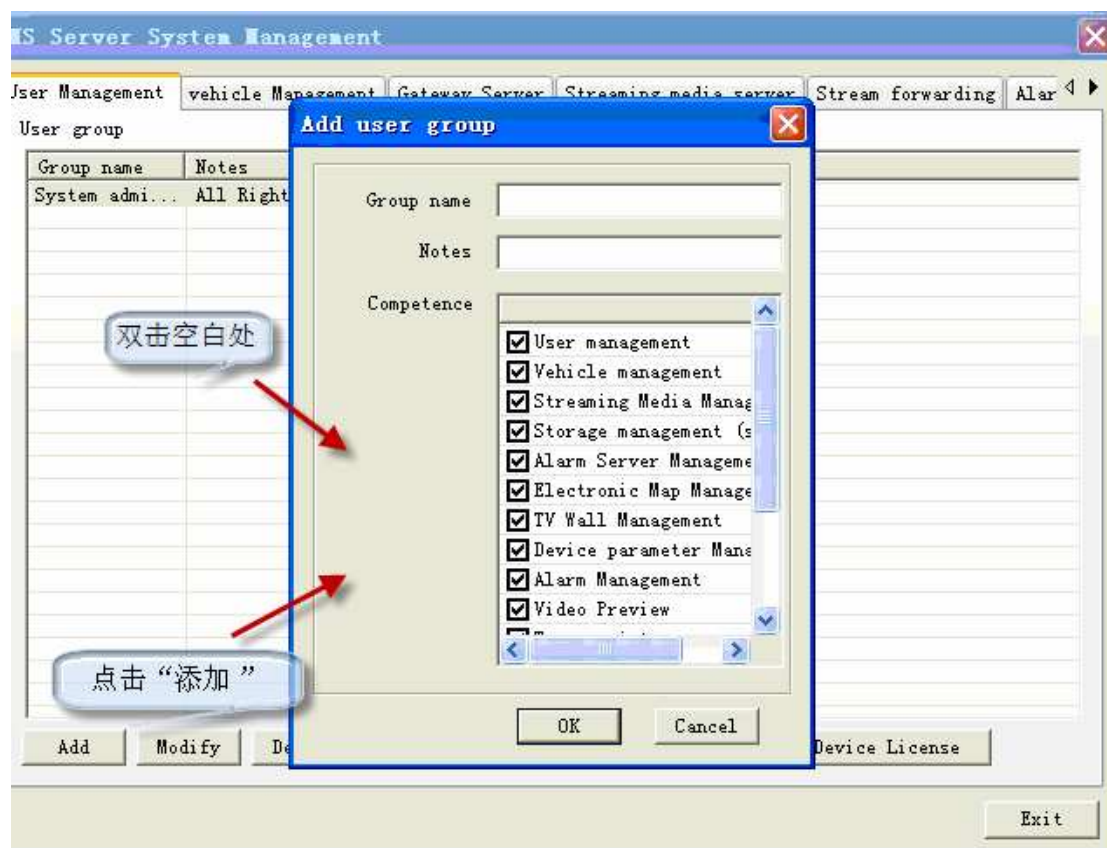 MS Server System Management
User Management vehicle Management Gateway Server Streaming media server Stream forwarding Alar
User group
Group name Notes
System admi... All Right
Add user group
Group name
Notes
Competence
User management
Vehicle management
Streaming Media Manag
Storage management (s
Alarm Server Manageme
Electronic Map Manage
TV Wall Management
Device parameter Mana
Alarm Management
Video Preview
OK Cancel
双击空白处
点击“添加 ”
Add Modify De Device License
Exit